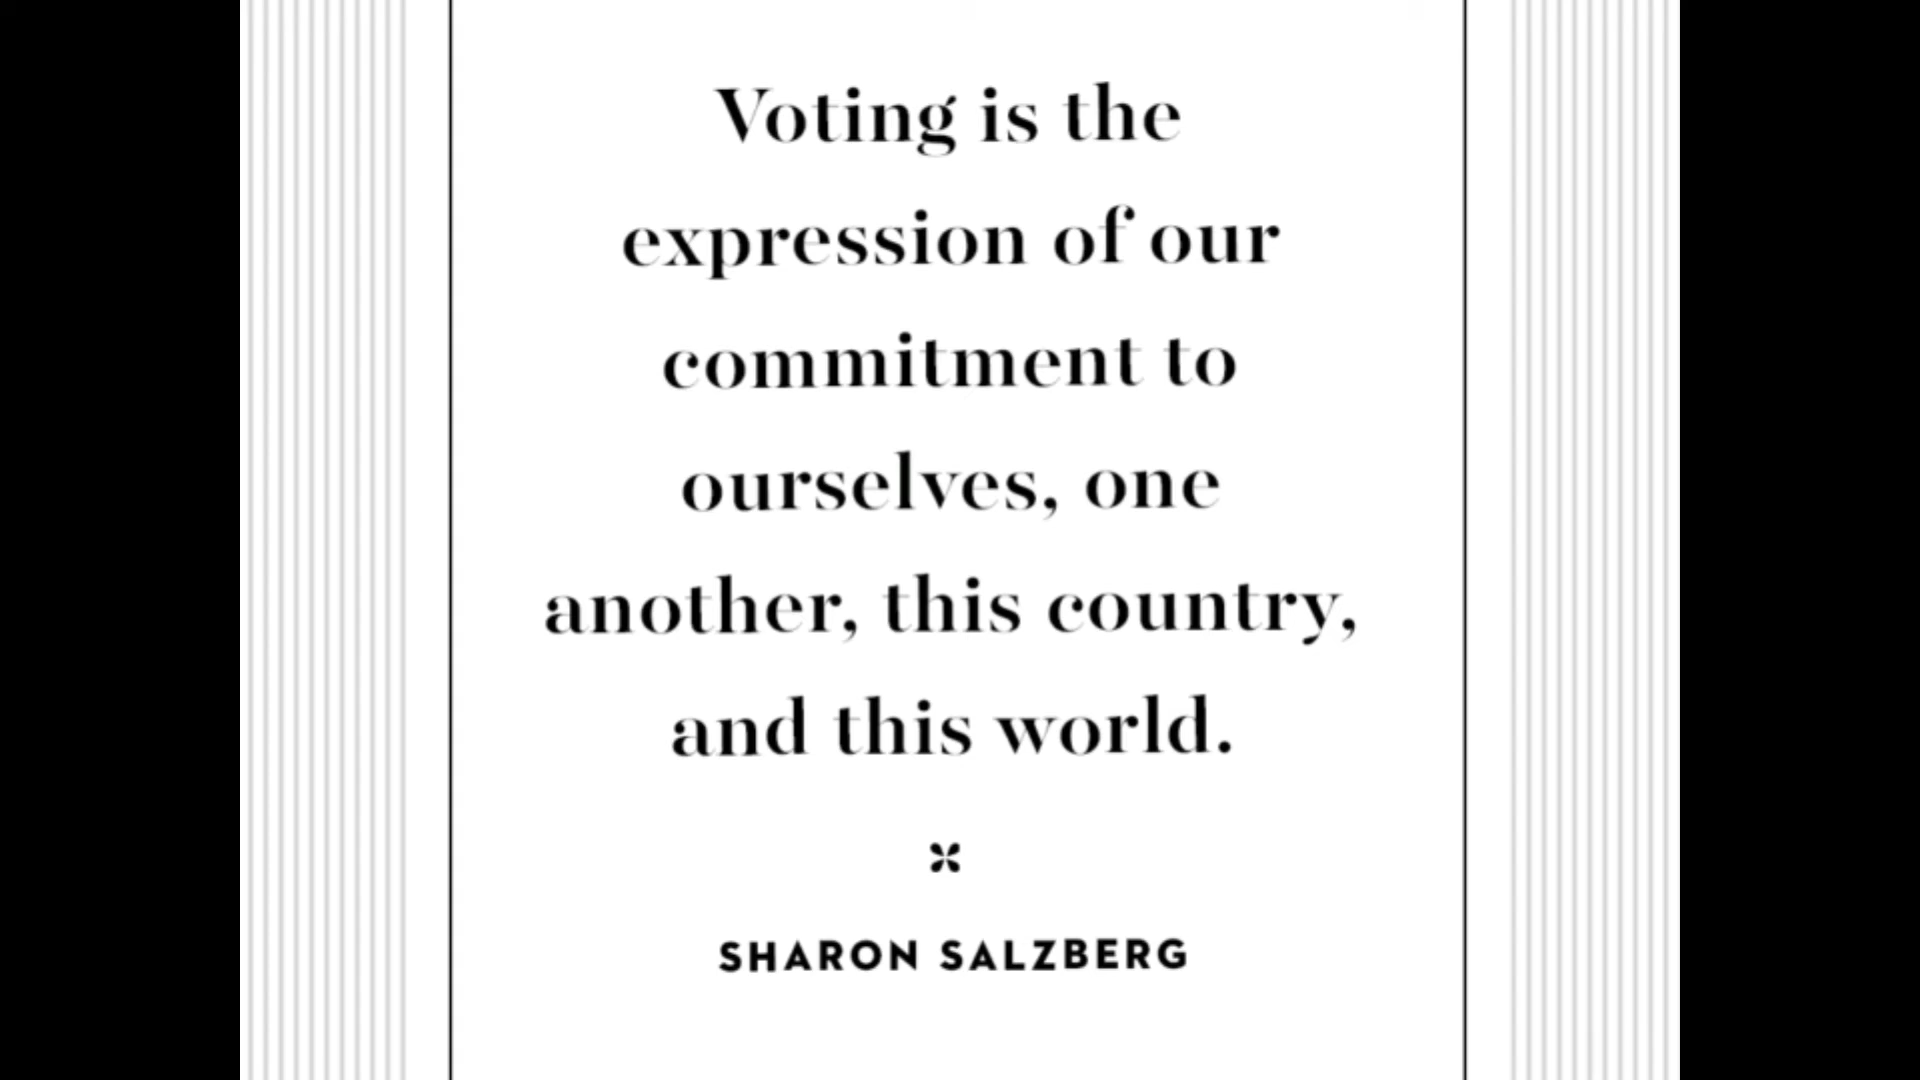 Voting is the
expression of our
commitment to
ourselves, one
another, this country,
and this world.
SHARON SALZBERG